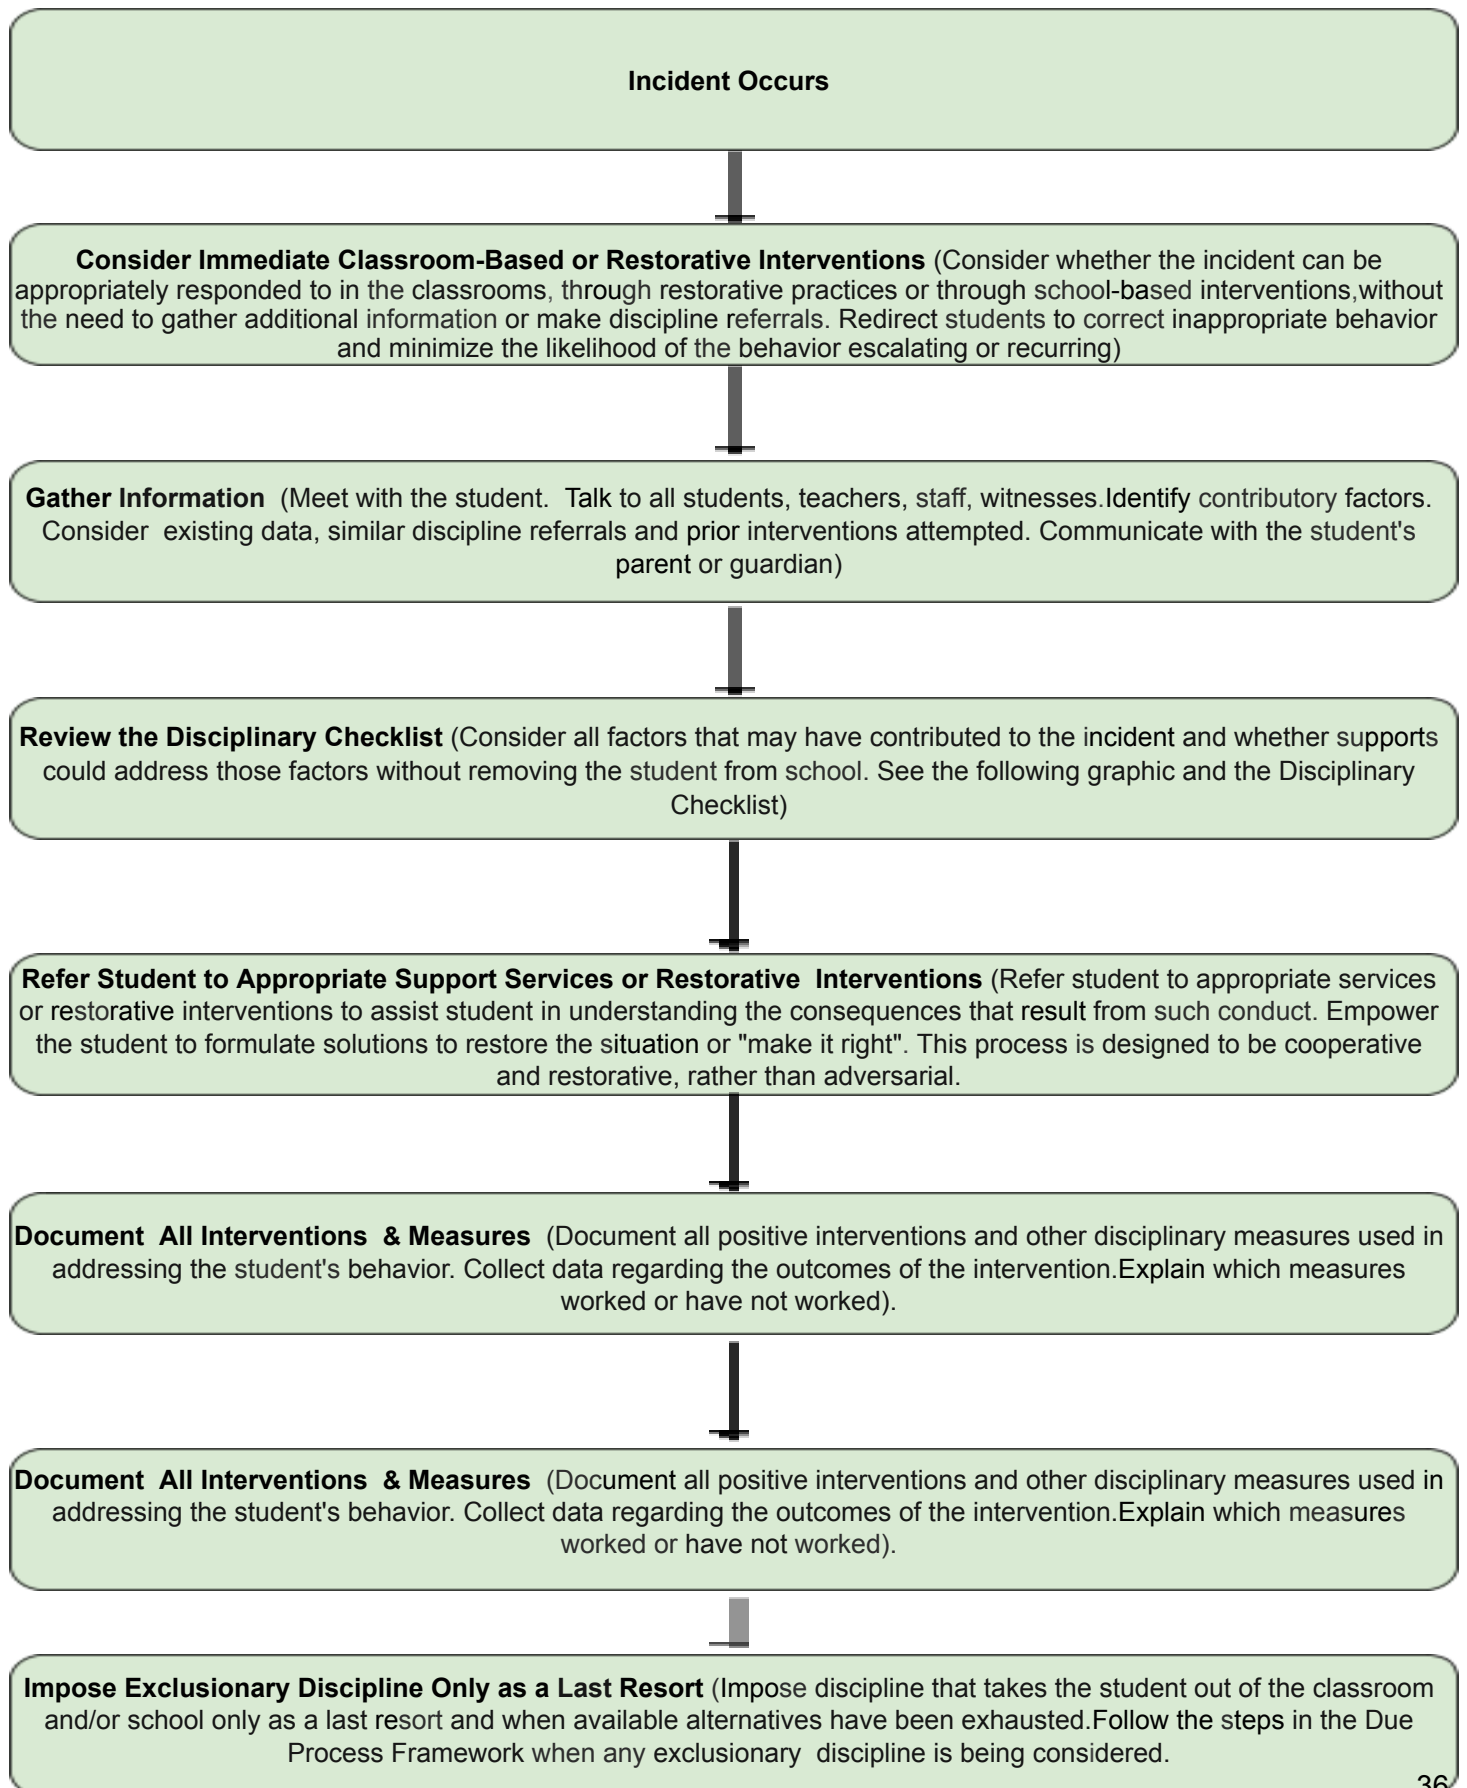 Incident Occurs
Consider Immediate Classroom-Based or Restorative Interventions (Consider whether the incident can be
appropriately responded to in the classrooms, through restorative practices or through school-based interventions,without
the need to gather additional information or make discipline referrals. Redirect students to correct inappropriate behavior
and minimize the likelihood of the behavior escalating or recurring)
Gather Information (Meet with the student. Talk to all students, teachers, staff, witnesses.Identify contributory factors.
Consider existing data, similar discipline referrals and prior interventions attempted. Communicate with the student's
parent or guardian)
Review the Disciplinary Checklist (Consider all factors that may have contributed to the incident and whether supports
could address those factors without removing the student from school. See the following graphic and the Disciplinary
Checklist)
Refer Student to Appropriate Support Services or Restorative Interventions (Refer student to appropriate services
or restorative interventions to assist student in understanding the consequences that result from such conduct. Empower
the student to formulate solutions to restore the situation or "make it right". This process is designed to be cooperative
and restorative, rather than adversarial.
Document All Interventions & Measures (Document all positive interventions and other disciplinary measures used in
addressing the student's behavior. Collect data regarding the outcomes of the intervention.Explain which measures
worked or have not worked).
Document All Interventions & Measures (Document all positive interventions and other disciplinary measures used in
addressing the student's behavior. Collect data regarding the outcomes of the intervention.Explain which measures
worked or have not worked).
Impose Exclusionary Discipline Only as a Last Resort (Impose discipline that takes the student out of the classroom
and/or school only as a last resort and when available alternatives have been exhausted.Follow the steps in the Due
Process Framework when any exclusionary discipline is being considered.
36